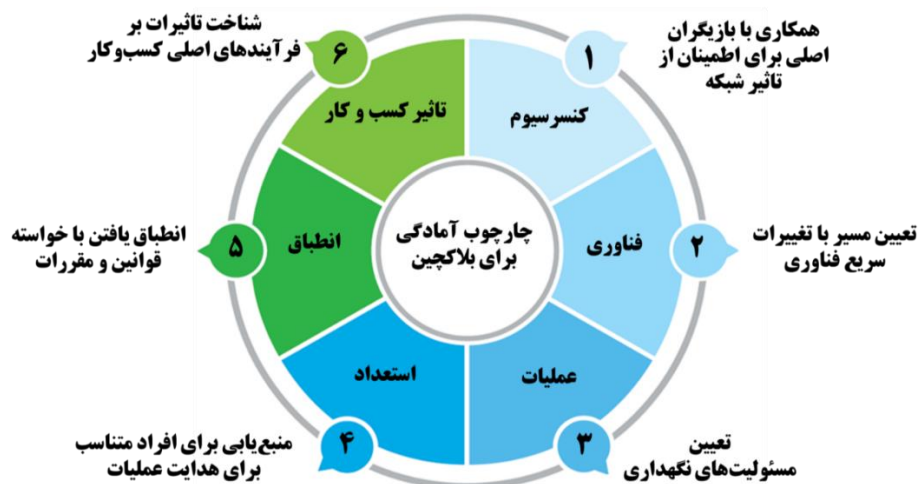 چارچوب آمادگی
برای بلاکچین
۱
کنسرسیوم
همکاری با بازیگران
اصلی برای اطمینان از
تاثیر شبکه
۲
فناوری
تعیین مسیر با تغییرات
سریع فناوری
۳
عملیات
تعیین
مسئولیت‌های نگهداری
۴
استعداد
منبع‌یابی برای افراد متناسب
برای هدایت عملیات
۵
انطباق
انطباق یافتن با خواسته
قوانین و مقررات
۶
تاثیر کسب و کار
شناخت تاثیرات بر
فرآیندهای اصلی کسب‌وکار